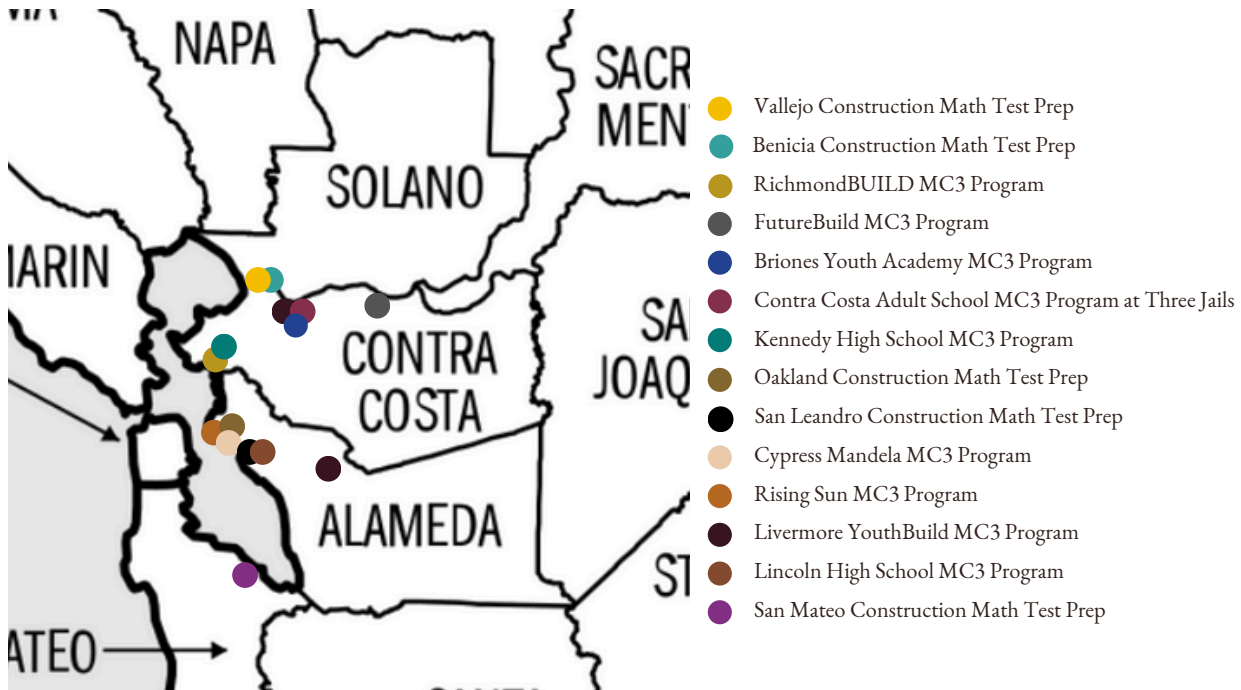 NAPA
SACR
MEN
SOLANO
ARIN
CONTRA
COSTA
SA
JOAQ
ALAMEDA
ST
ATEO
Vallejo Construction Math Test Prep
Benicia Construction Math Test Prep
RichmondBUILD MC3 Program
FutureBuild MC3 Program
Briones Youth Academy MC3 Program
Contra Costa Adult School MC3 Program at Three Jails
Kennedy High School MC3 Program
Oakland Construction Math Test Prep
San Leandro Construction Math Test Prep
Cypress Mandela MC3 Program
Rising Sun MC3 Program
Livermore YouthBuild MC3 Program
Lincoln High School MC3 Program
San Mateo Construction Math Test Prep